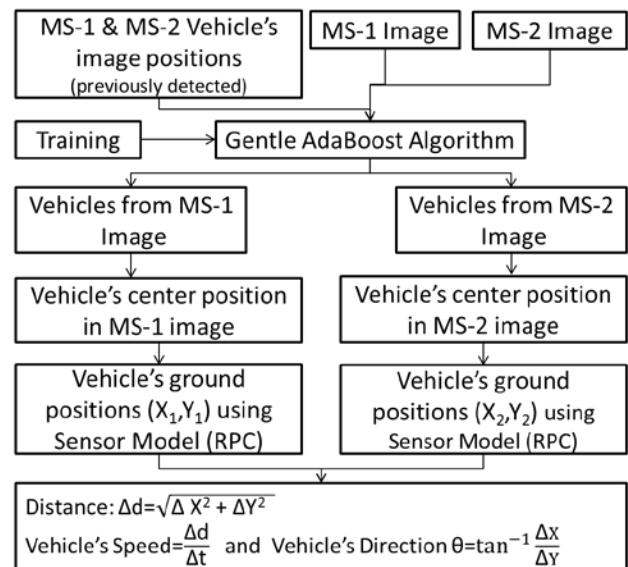 MS-1 & MS-2 Vehicle's
image positions
(previously detected)
MS-1 Image
MS-2 Image
Training
Gentle AdaBoost Algorithm
Vehicles from MS-1
Image
Vehicles from MS-2
Image
Vehicle's center position
in MS-1 image
Vehicle's center position
in MS-2 image
Vehicle's ground
positions (X₁,Y₁) using
Sensor Model (RPC)
Vehicle's ground
positions (X₂,Y₂) using
Sensor Model (RPC)
Distance: Δd=√(Δ X² + ΔY²)
Vehicle's Speed=Δd/Δt and Vehicle's Direction θ=tan⁻¹ ΔX/ΔY